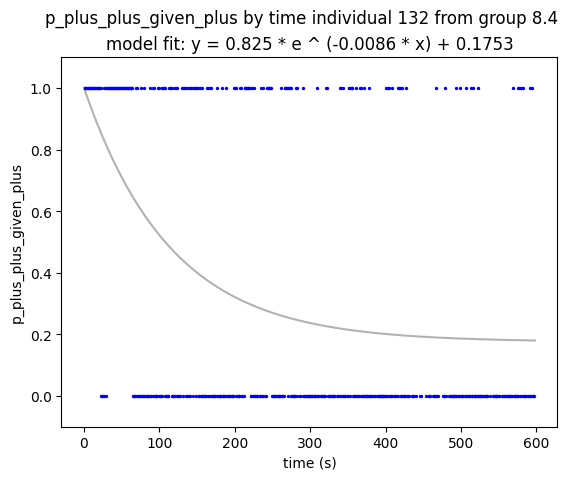 p_plus_plus_given_plus by time individual 132 from group 8.4
model fit: y = 0.825 * e ^ (-0.0086 * x) + 0.1753
1.0
0.8
0.6
0.4
0.2
0.0
p_plus_plus_given_plus
0 100 200 300 400 500 600
time (s)